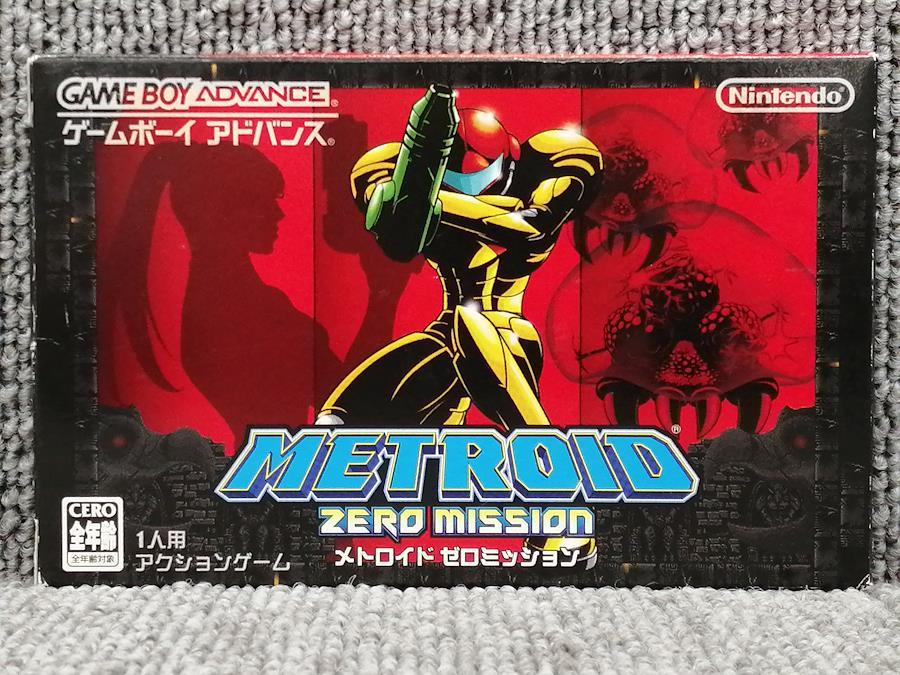 GAME BOY ADVANCE®
ゲームボーイ アドバンス®
Nintendo®
METROID®
ZERO MISSION
メトロイド ゼロミッション
CERO
全年齢
全年齢対象
1人用
アクションゲーム